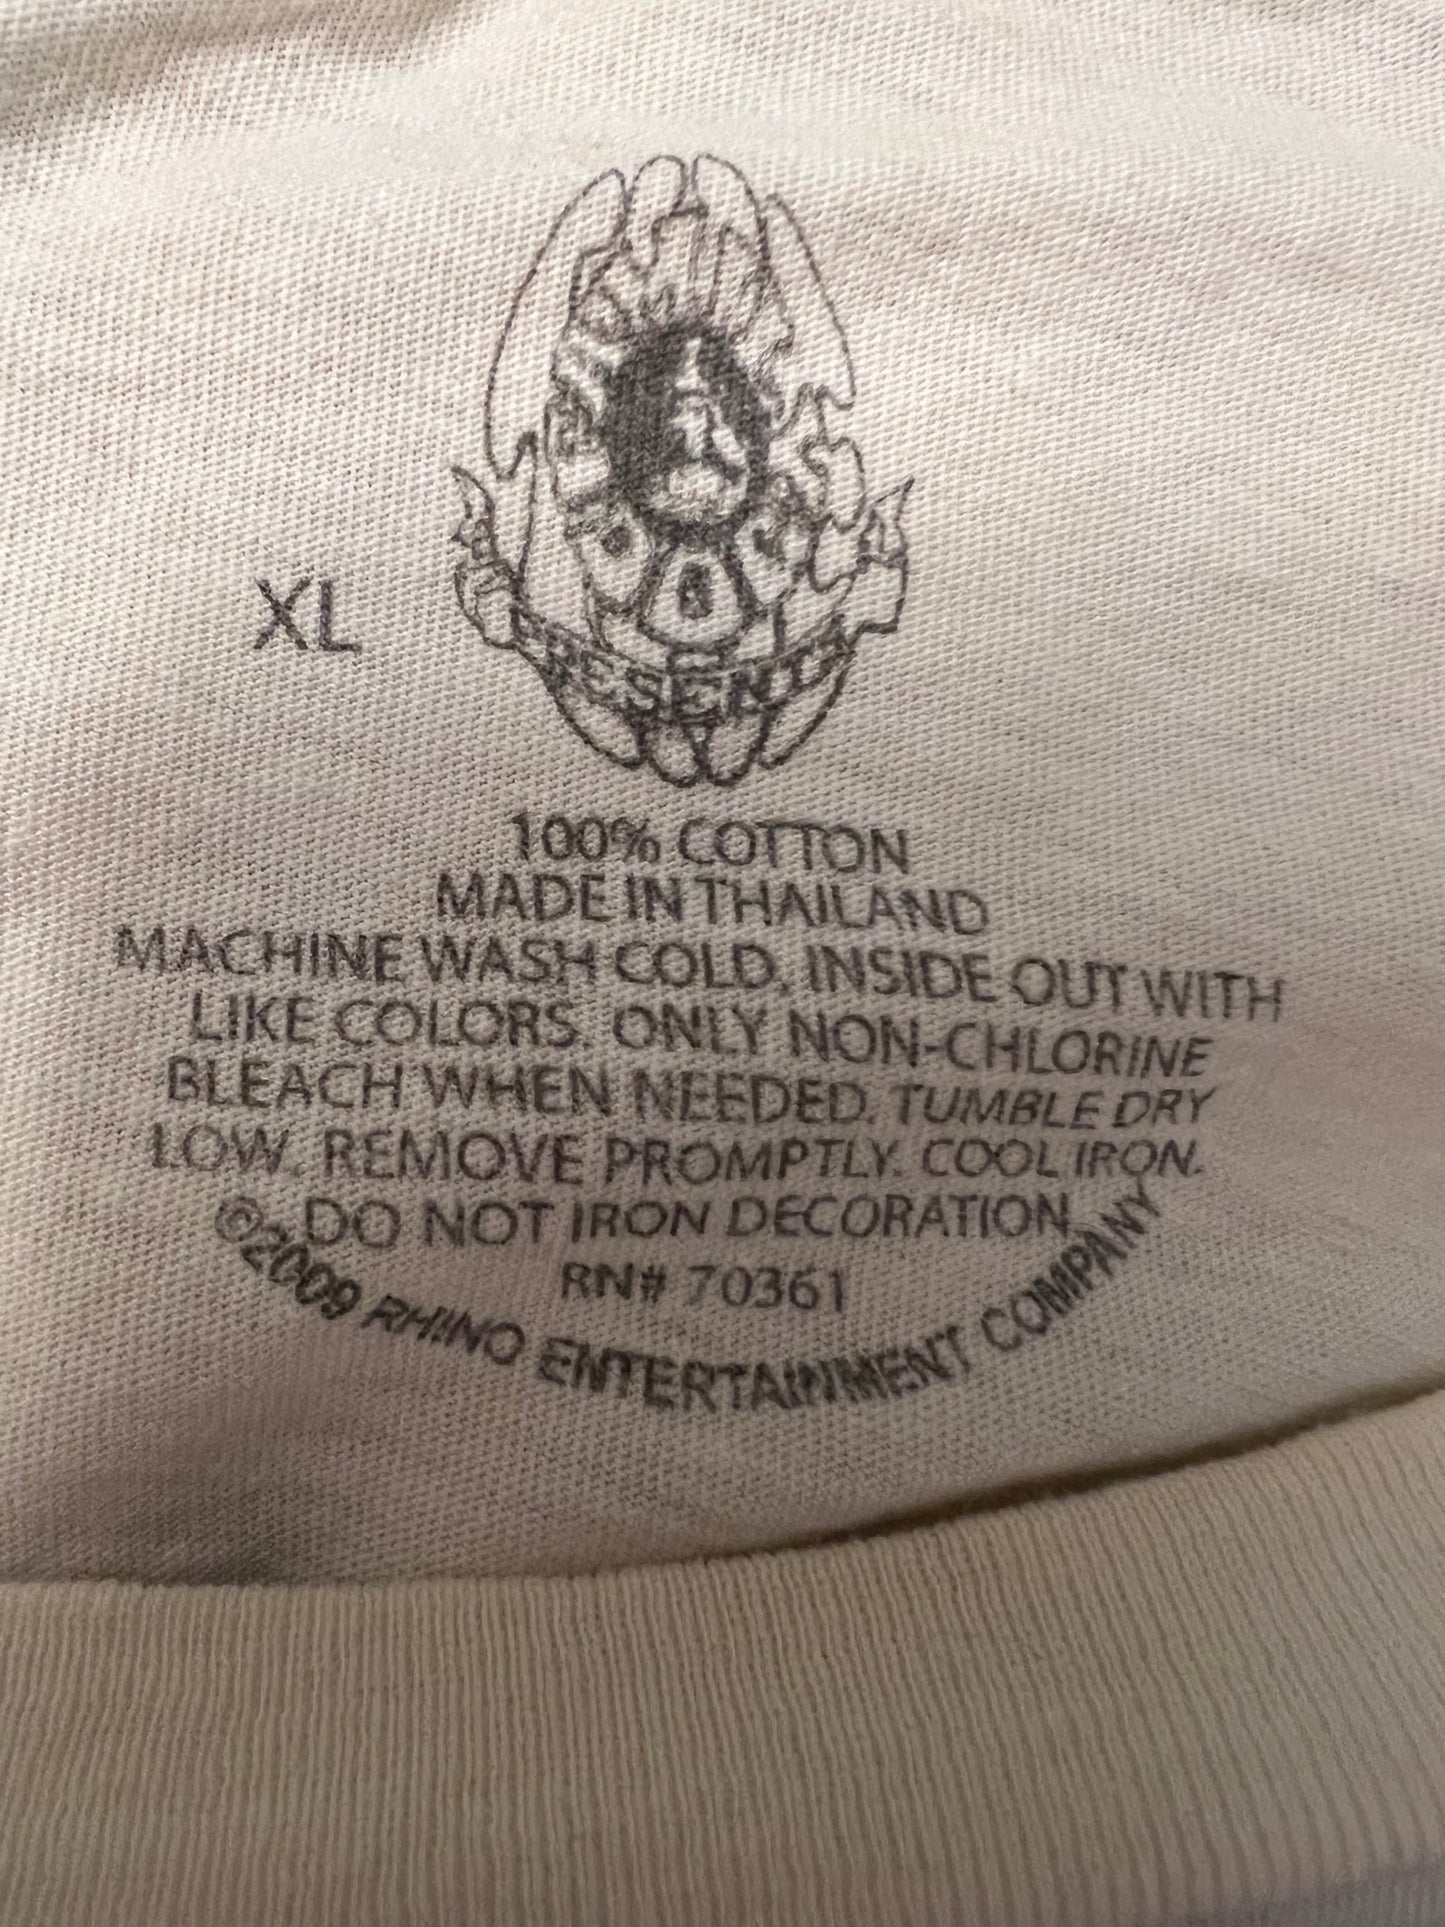 XL
PRESENTS
100% COTTON
MADE IN THAILAND
MACHINE WASH COLD, INSIDE OUT WITH
LIKE COLORS. ONLY NON-CHLORINE
BLEACH WHEN NEEDED. TUMBLE DRY
LOW. REMOVE PROMPTLY. COOL IRON.
DO NOT IRON DECORATION
RN# 70361
©2009 RHINO ENTERTAINMENT COMPANY